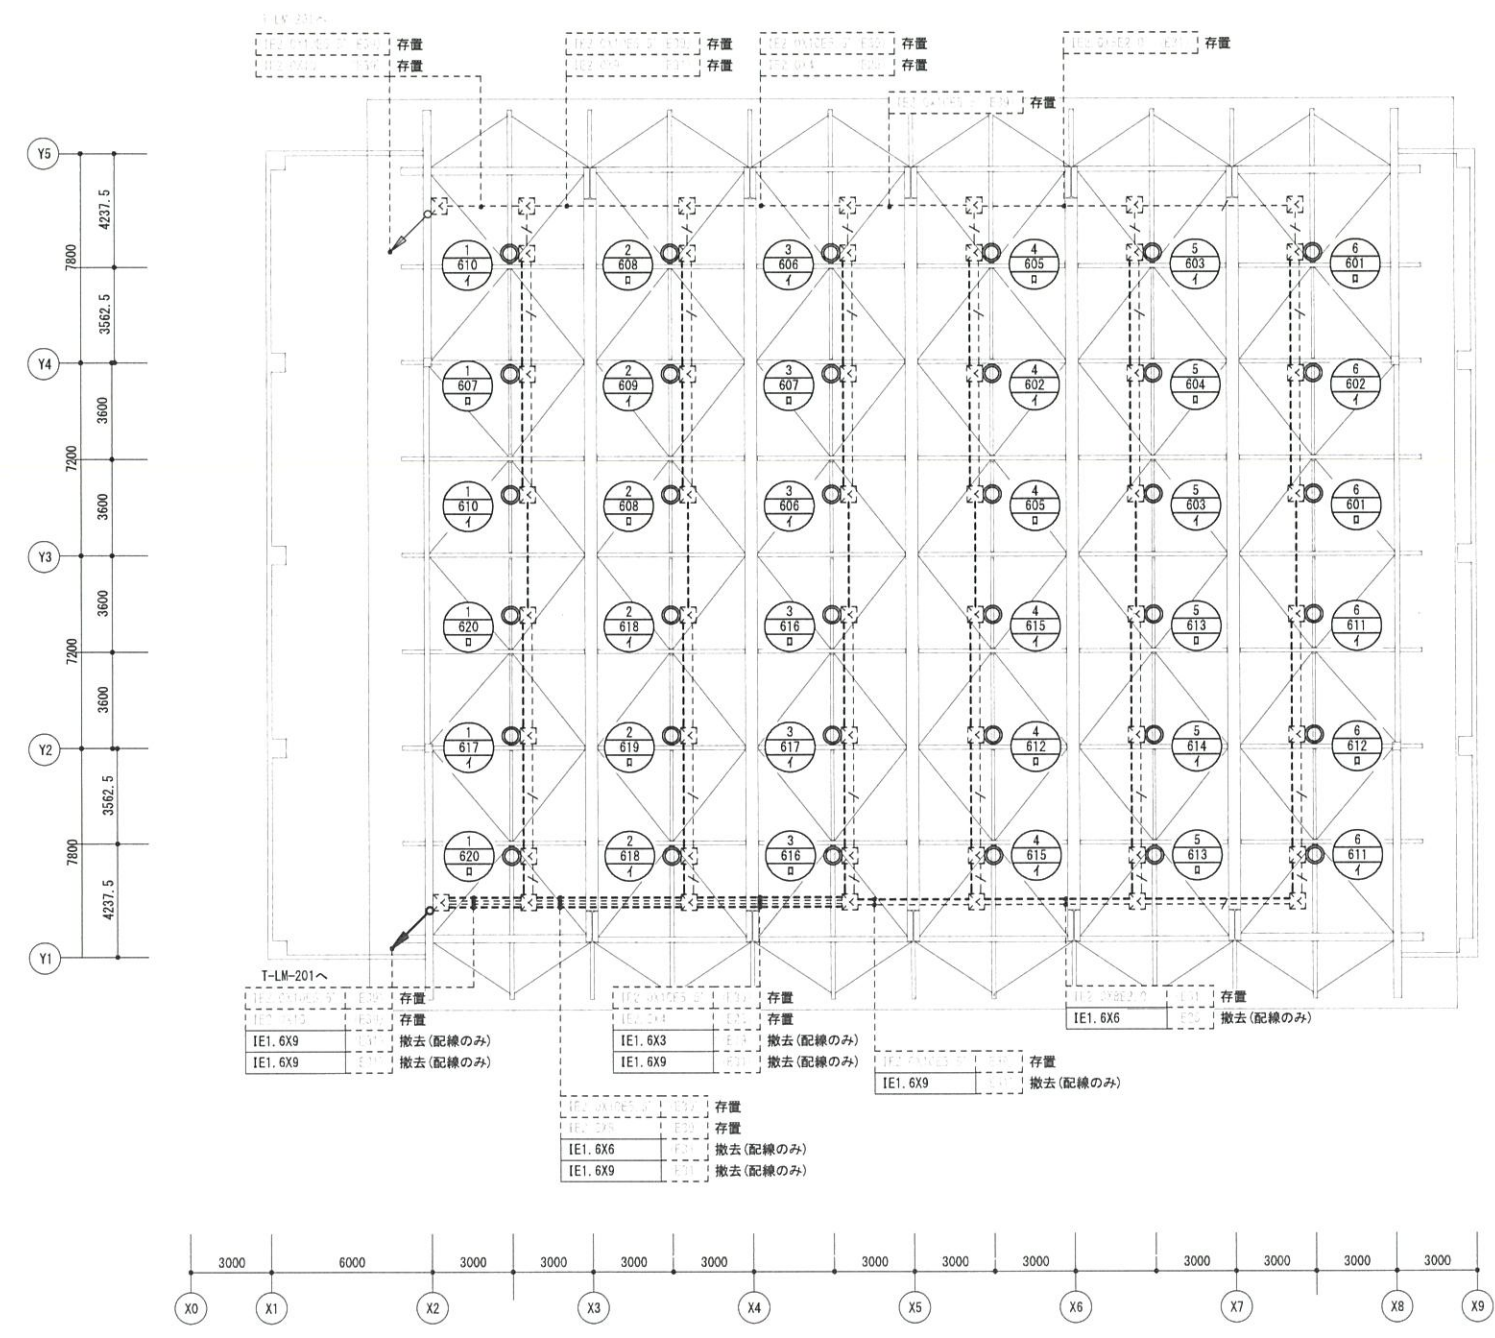 存置 存置 存置 存置
存置 存置 存置
存置
Y5
4237.5
7800
3562.5
Y4
3600
7200
3600
Y3
3600
7200
3600
Y2
3562.5
7800
4237.5
Y1
1 2 3 4 5 6
610 608 606 605 603 601
イ ロ イ ロ イ ロ
1 2 3 4 5 6
607 609 607 602 604 602
ロ イ ロ イ ロ イ
1 2 3 4 5 6
610 608 606 605 603 601
イ ロ イ ロ イ ロ
1 2 3 4 5 6
620 618 616 615 613 611
ロ イ ロ イ ロ イ
1 2 3 4 5 6
617 619 617 612 614 612
イ ロ イ ロ イ ロ
1 2 3 4 5 6
620 618 616 615 613 611
ロ イ ロ イ ロ イ
T-LM-201へ
存置
存置
IE1.6X9 撤去(配線のみ)
IE1.6X9 撤去(配線のみ)
存置
存置
IE1.6X3 撤去(配線のみ)
IE1.6X9 撤去(配線のみ)
存置
IE1.6X6 撤去(配線のみ)
存置
IE1.6X9 撤去(配線のみ)
存置
存置
IE1.6X6 撤去(配線のみ)
IE1.6X9 撤去(配線のみ)
3000 6000 3000 3000 3000 3000 3000 3000 3000 3000 3000 3000
X0 X1 X2 X3 X4 X5 X6 X7 X8 X9